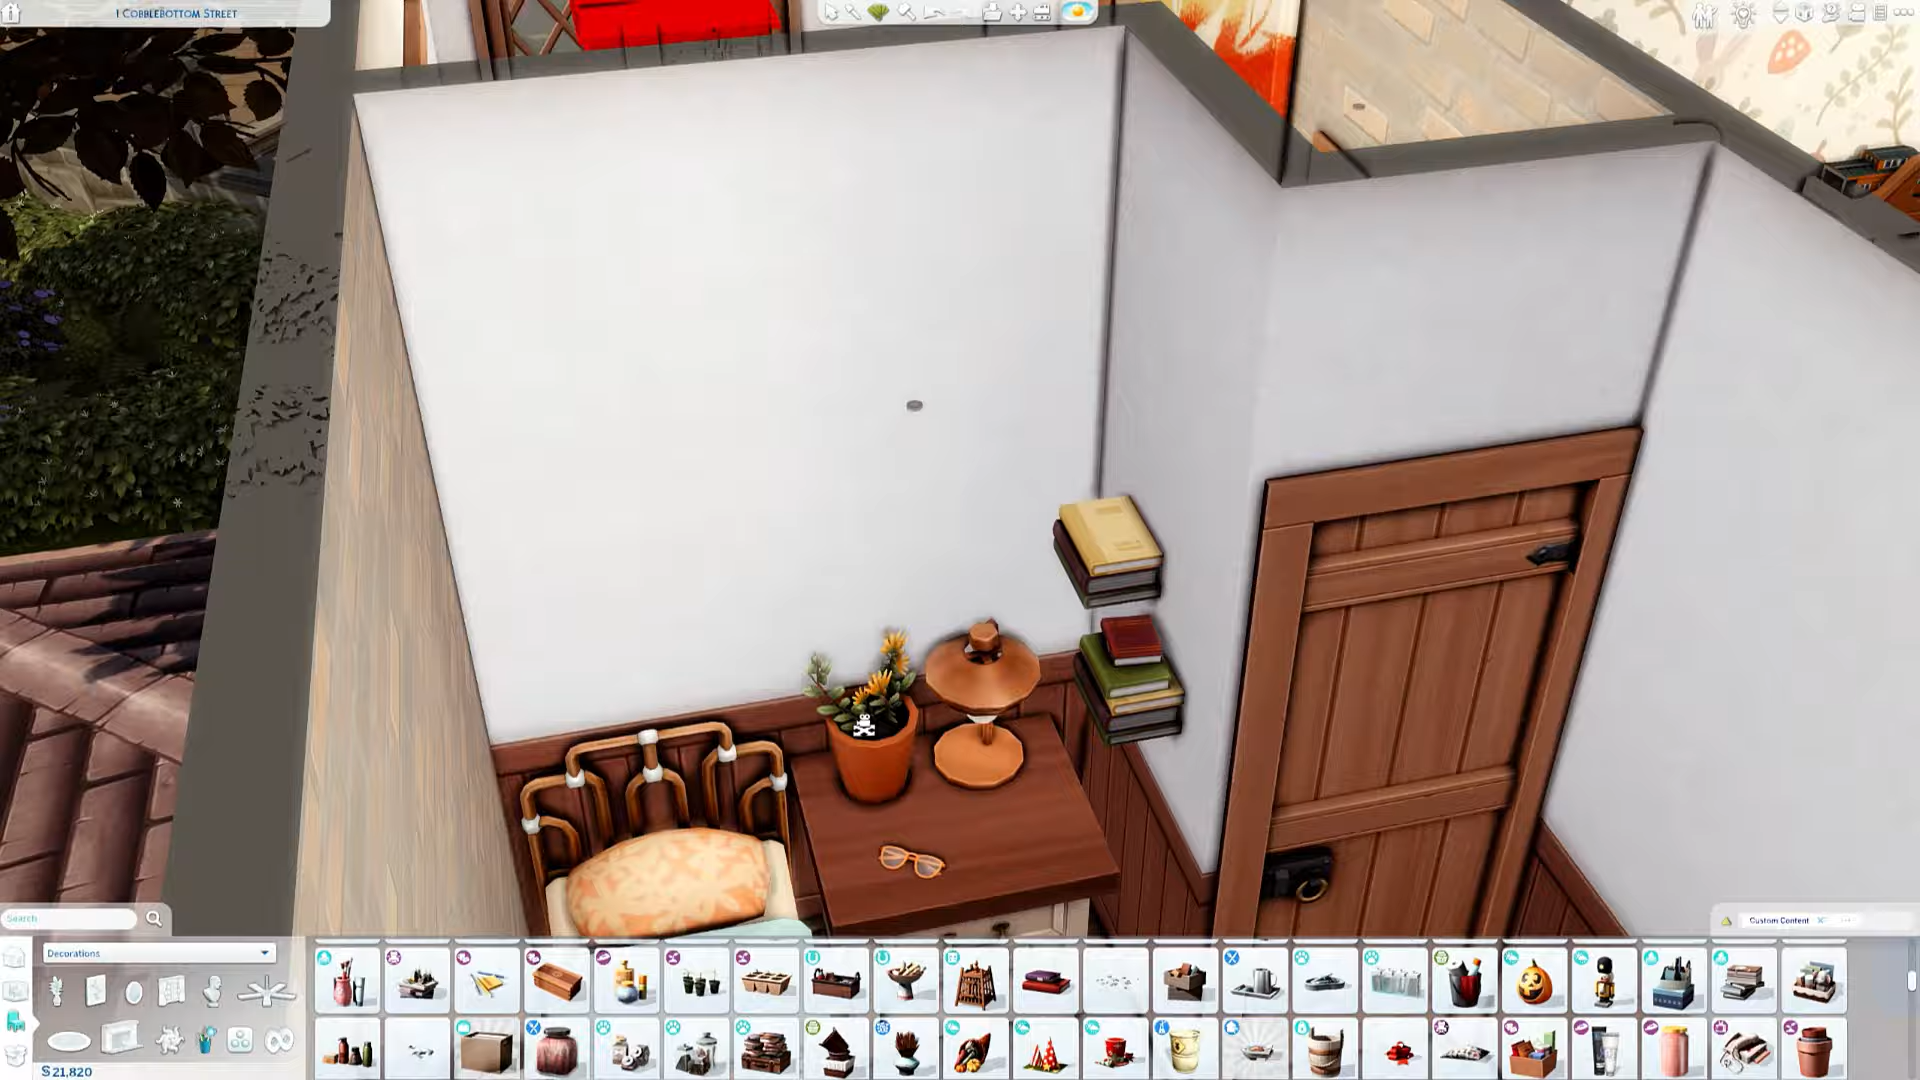 1 Cobblebottom Street
Search
Custom Content
Decorations
§21,820